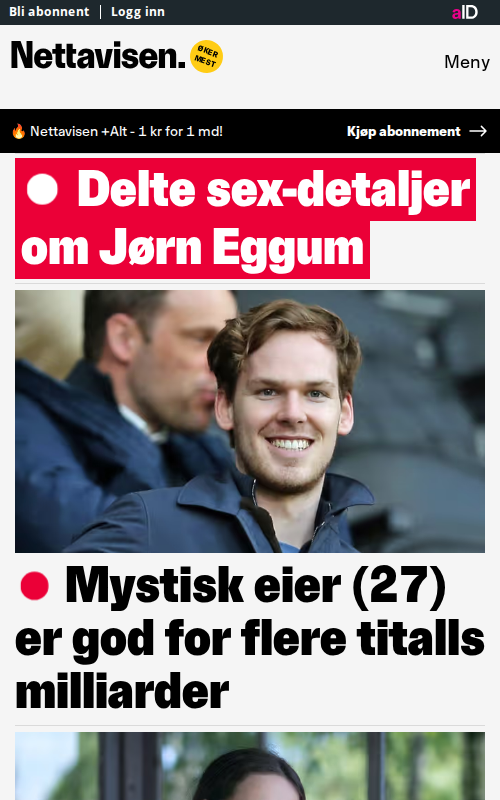 Bli abonnent | Logg inn
aID
Nettavisen.
ØKER
MEST
Meny
🔥 Nettavisen +Alt - 1 kr for 1 md!
Kjøp abonnement →
Delte sex-detaljer
om Jørn Eggum
Mystisk eier (27)
er god for flere titalls
milliarder